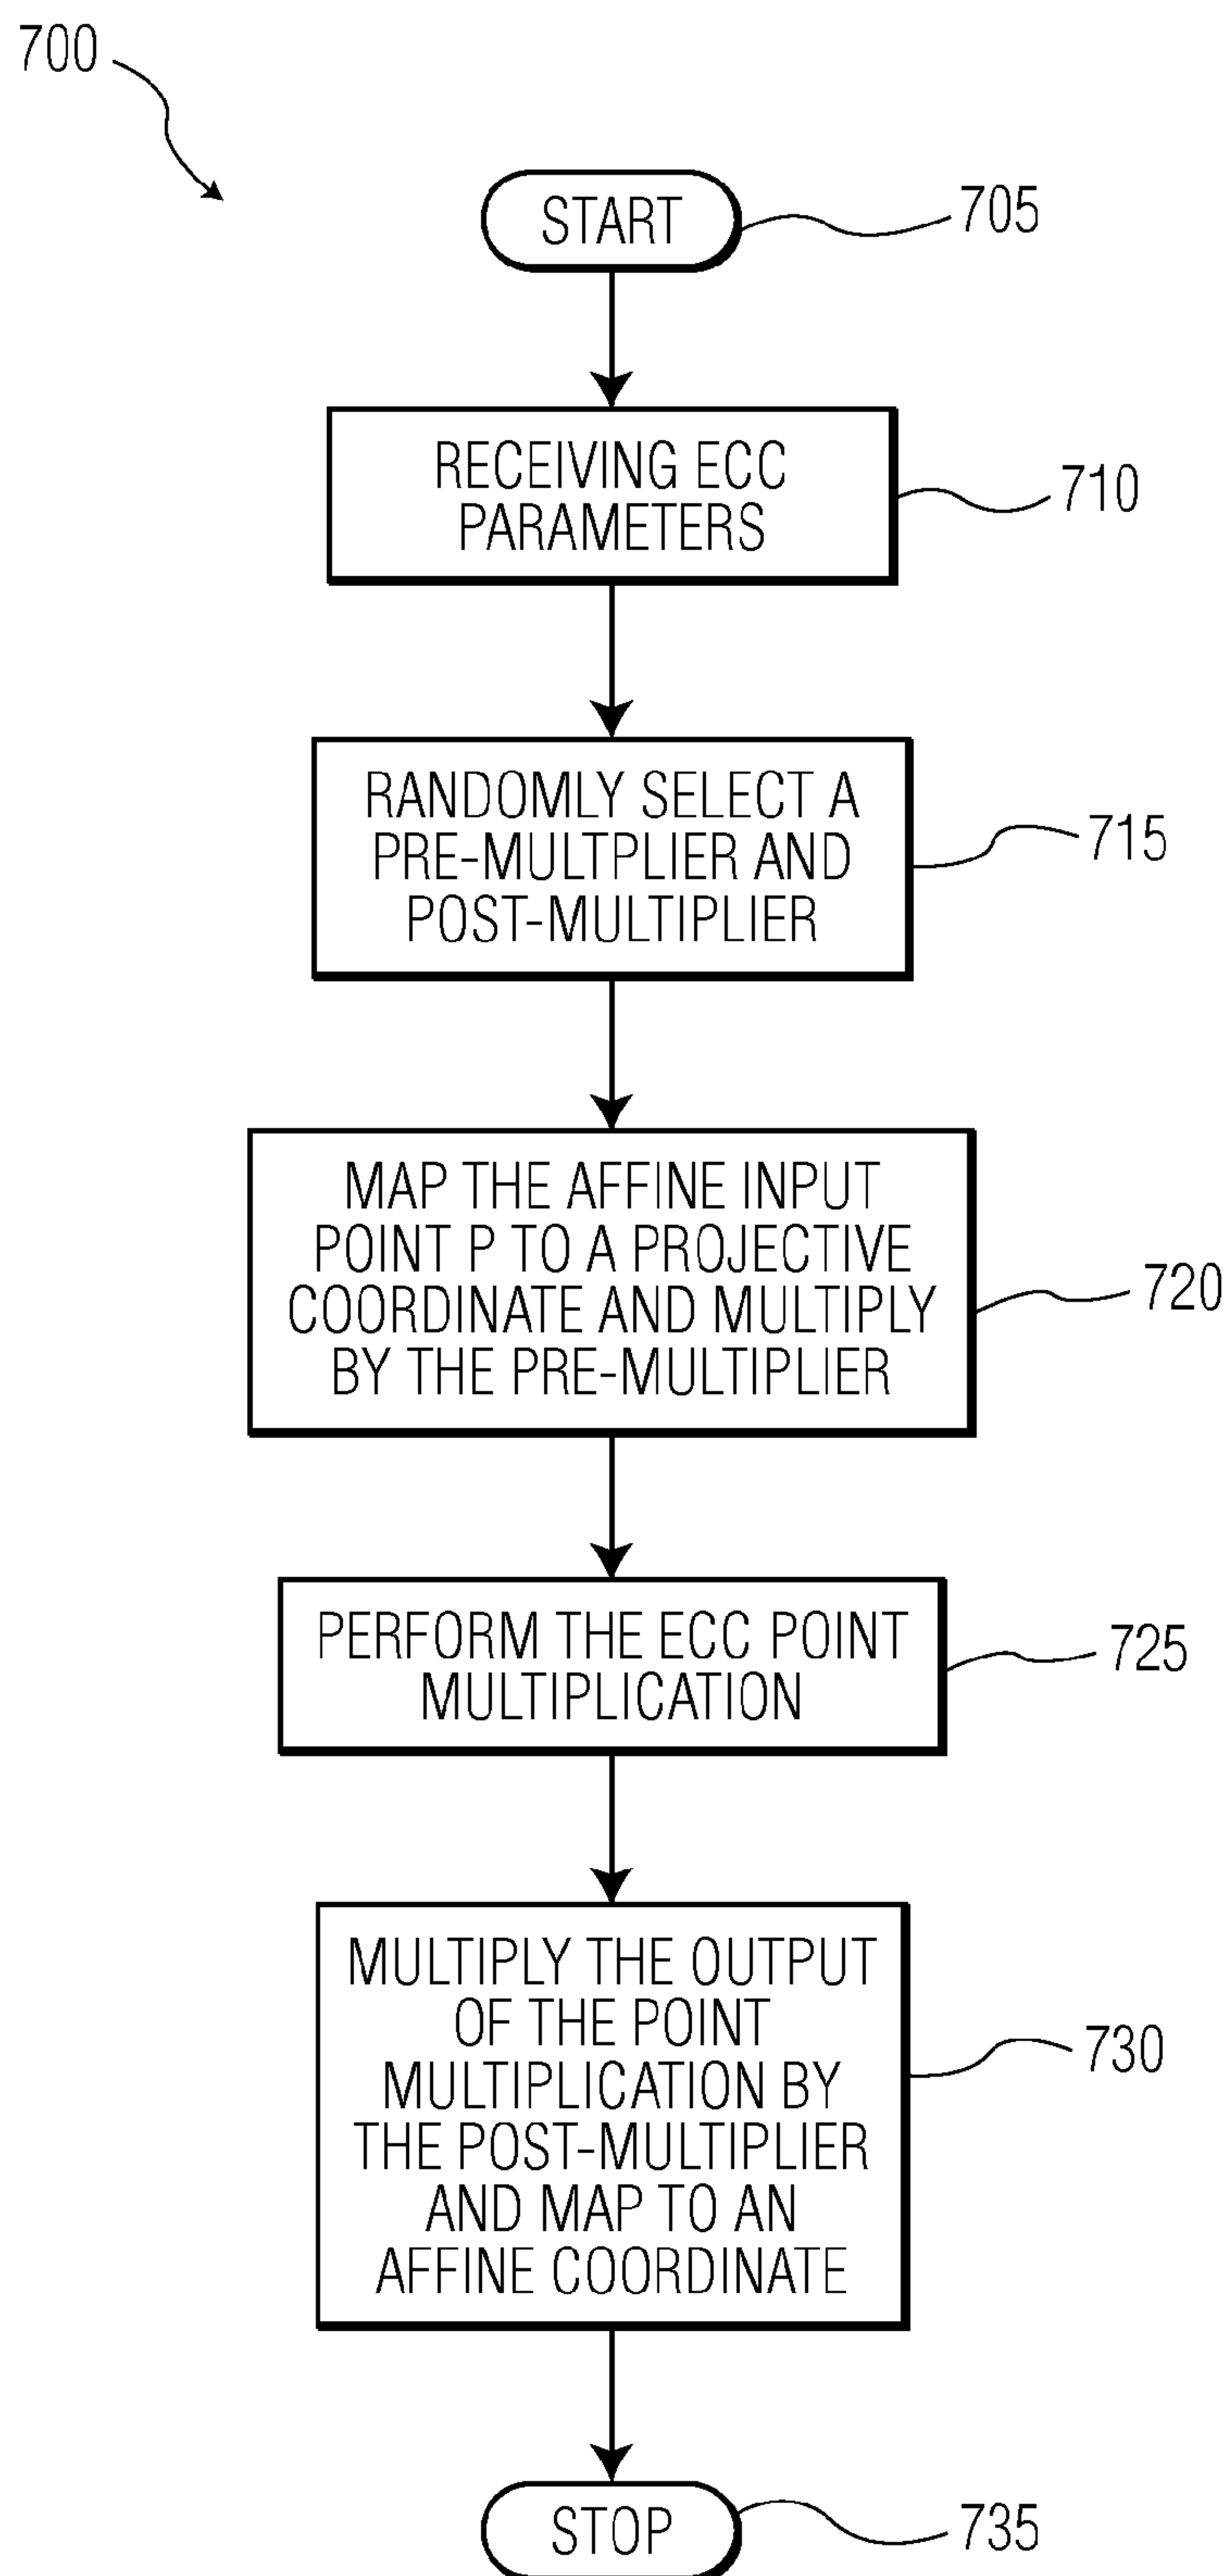 700
START
705
RECEIVING ECC
PARAMETERS
710
RANDOMLY SELECT A
PRE-MULTPLIER AND
POST-MULTIPLIER
715
MAP THE AFFINE INPUT
POINT P TO A PROJECTIVE
COORDINATE AND MULTIPLY
BY THE PRE-MULTIPLIER
720
PERFORM THE ECC POINT
MULTIPLICATION
725
MULTIPLY THE OUTPUT
OF THE POINT
MULTIPLICATION BY
THE POST-MULTIPLIER
AND MAP TO AN
AFFINE COORDINATE
730
STOP
735